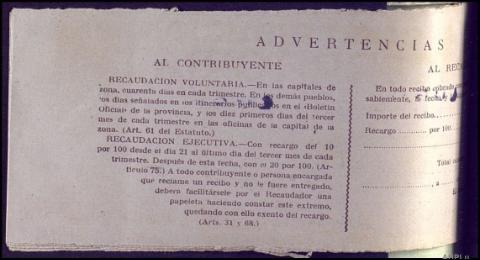 ADVERTENCIAS
AL CONTRIBUYENTE
RECAUDACION VOLUNTARIA.—En las capitales de
zona, cuarenta días en cada trimestre. En los demás pueblos,
los días señalados en los itinerarios publicados en el «Boletín
Oficial» de la provincia, y los diez primeros días del tercer
mes de cada trimestre en las oficinas de la capital de la
zona. (Art. 61 del Estatuto.)
RECAUDACION EJECUTIVA.—Con recargo del 10
por 100 desde el día 21 al último día del tercer mes de cada
trimestre. Después de esta fecha, con el 20 por 100. (Ar-
tículo 75.) A todo contribuyente o persona encargada
que reclame un recibo y no le fuere entregado,
deberá facilitársele por el Recaudador una
papeleta haciendo constar este extremo,
quedando con ello exento del recargo.
(Arts. 31 y 68.)
AL REC
En todo recibo cobrado
sablemente, fecha y
Importe del recibo
Recargo por 100.
Total
, a
E